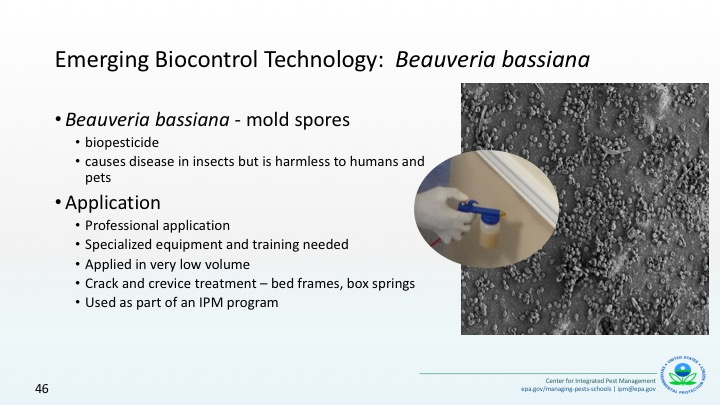 Emerging Biocontrol Technology: Beauveria bassiana
• Beauveria bassiana - mold spores
• biopesticide
• causes disease in insects but is harmless to humans and
pets
• Application
• Professional application
• Specialized equipment and training needed
• Applied in very low volume
• Crack and crevice treatment – bed frames, box springs
• Used as part of an IPM program
46
Center for Integrated Pest Management
epa.gov/managing-pests-schools | ipm@epa.gov
UNITED STATES